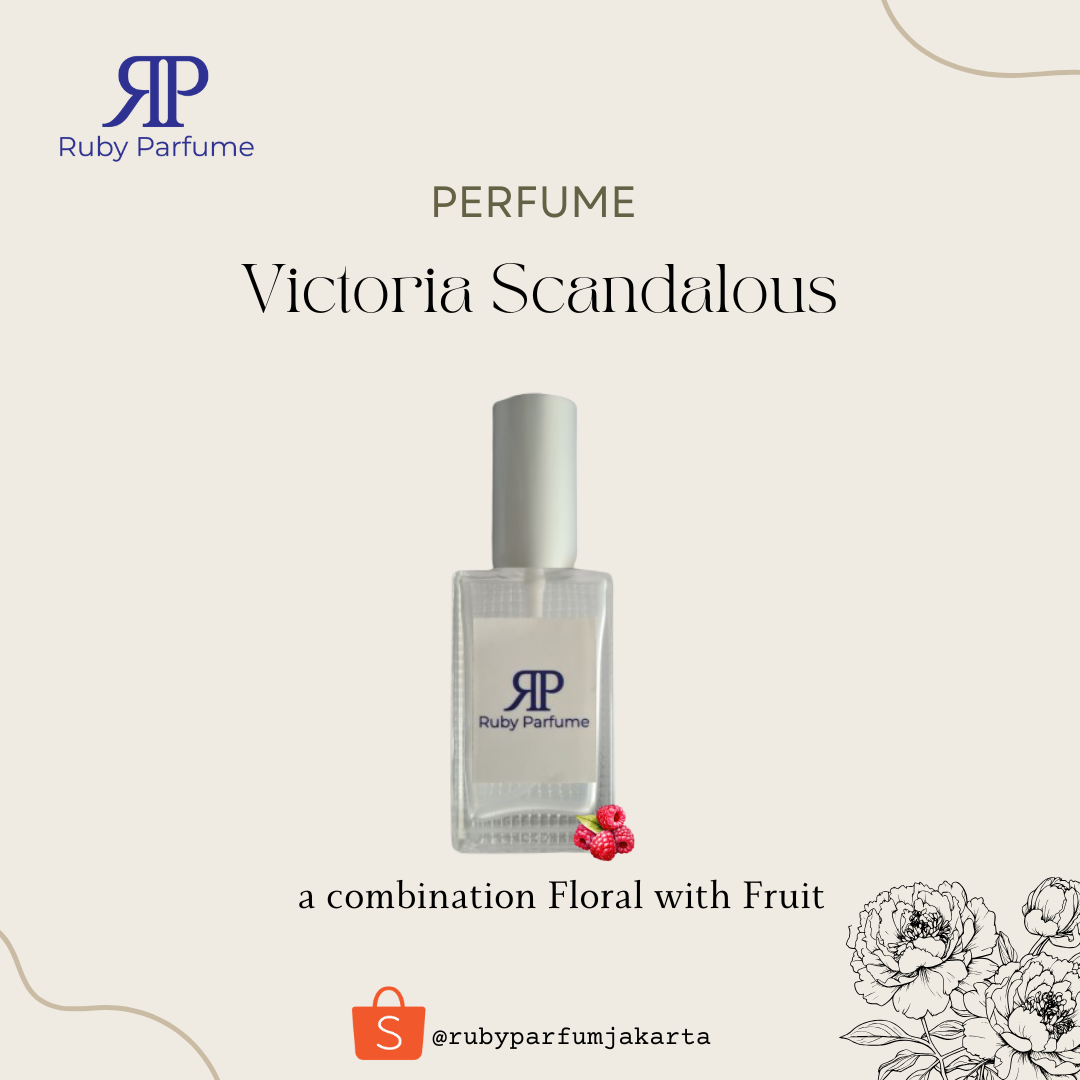 RP
Ruby Parfume
PERFUME
Victoria Scandalous
RP
Ruby Parfume
a combination Floral with Fruit
S
@rubyparfumjakarta